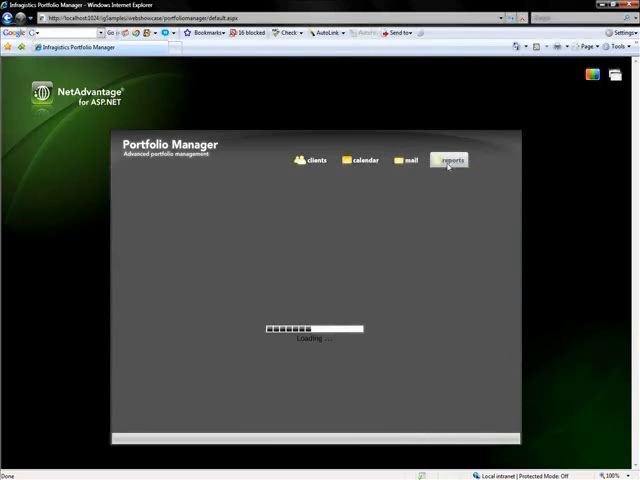 Infragistics Portfolio Manager - Windows Internet Explorer
http://localhost:1024/igSamples/webshowcase/portfoliomanager/default.aspx
Google
Go
Bookmarks
16 blocked
Check
AutoLink
Send to
Settings
Infragistics Portfolio Manager
Page
Tools
NetAdvantage
for ASP.NET
Portfolio Manager
Advanced portfolio management
clients
calendar
mail
reports
Loading ...
Done
Local intranet | Protected Mode: Off
100%